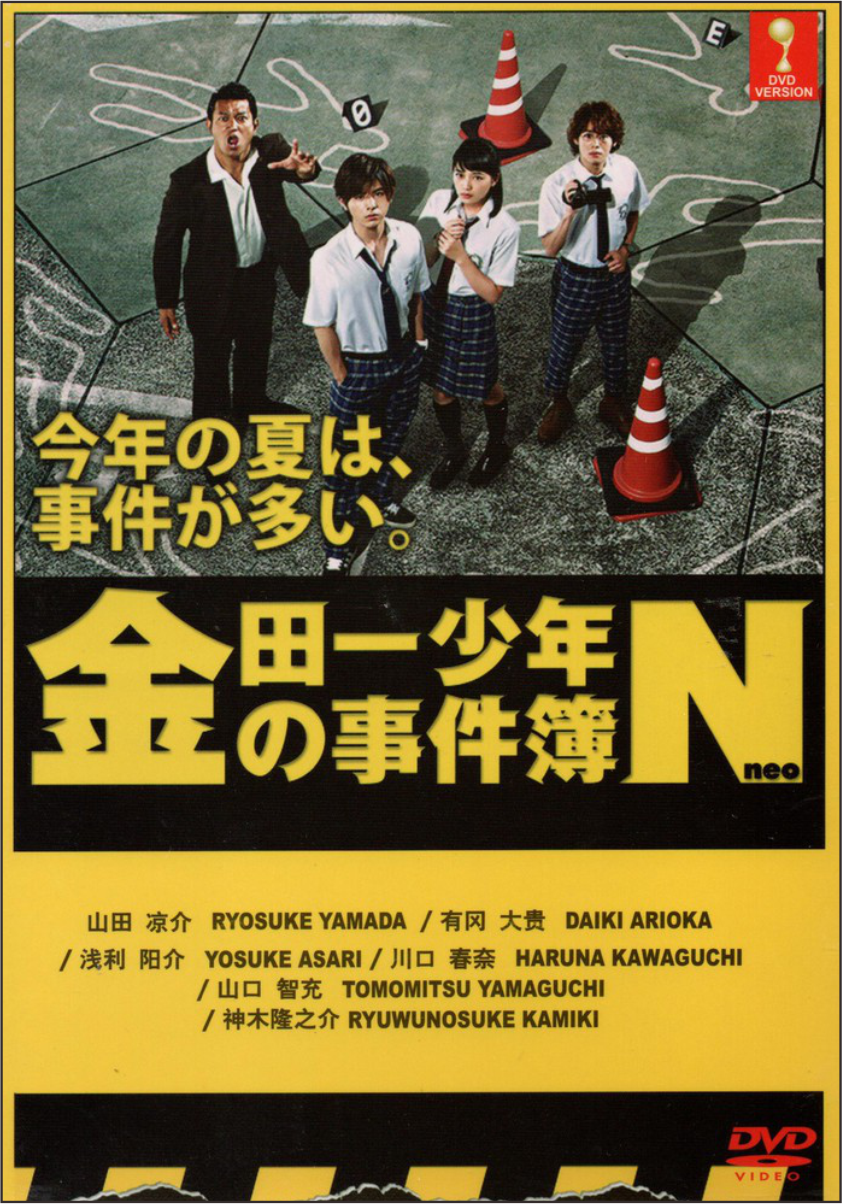 O
E
DVD
VERSION
今年の夏は、
事件が多い。
金田一少年
の事件簿N
neo
山田 凉介 RYOSUKE YAMADA / 有冈 大贵 DAIKI ARIOKA
/ 浅利 阳介 YOSUKE ASARI / 川口 春奈 HARUNA KAWAGUCHI
/ 山口 智充 TOMOMITSU YAMAGUCHI
/ 神木隆之介 RYUWUNOSUKE KAMIKI
DVD
VIDEO